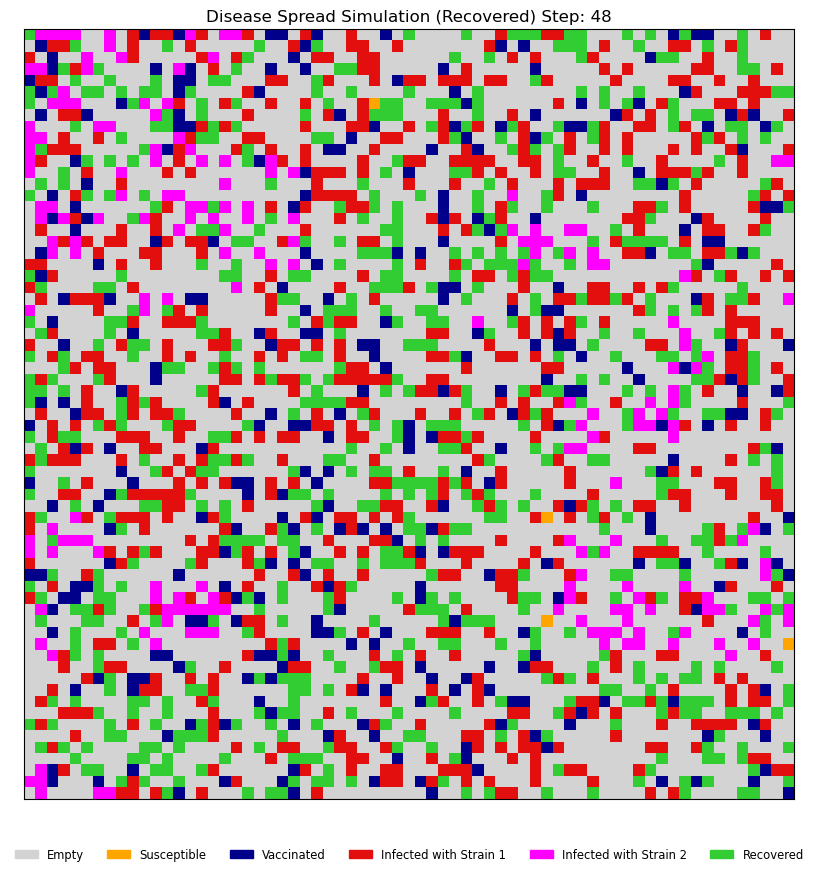 Disease Spread Simulation (Recovered) Step: 48
Empty Susceptible Vaccinated Infected with Strain 1 Infected with Strain 2 Recovered